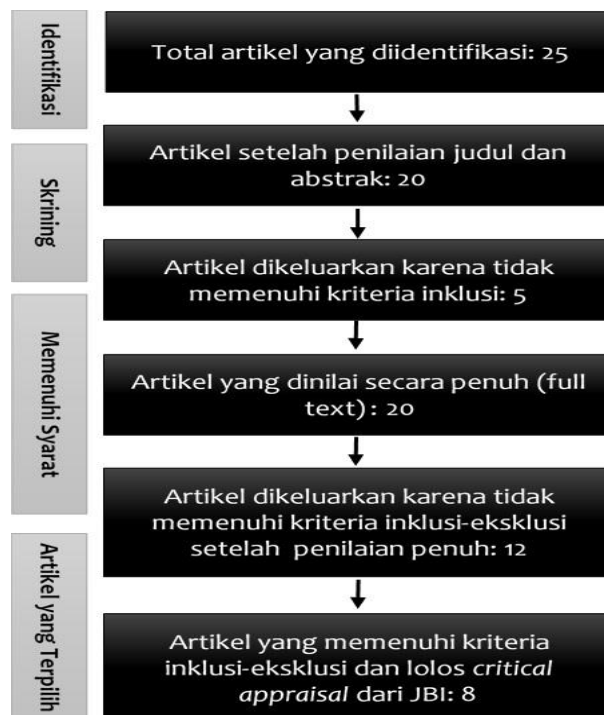 Identifikasi
Total artikel yang diidentifikasi: 25
Skrining
Artikel setelah penilaian judul dan
abstrak: 20
Artikel dikeluarkan karena tidak
memenuhi kriteria inklusi: 5
Memenuhi Syarat
Artikel yang dinilai secara penuh (full
text) : 20
Artikel dikeluarkan karena tidak
memenuhi kriteria inklusi-eksklusi
setelah penilaian penuh: 12
Artikel yang Terpilih
Artikel yang memenuhi kriteria
inklusi-eksklusi dan lolos critical
appraisal dari JBI: 8